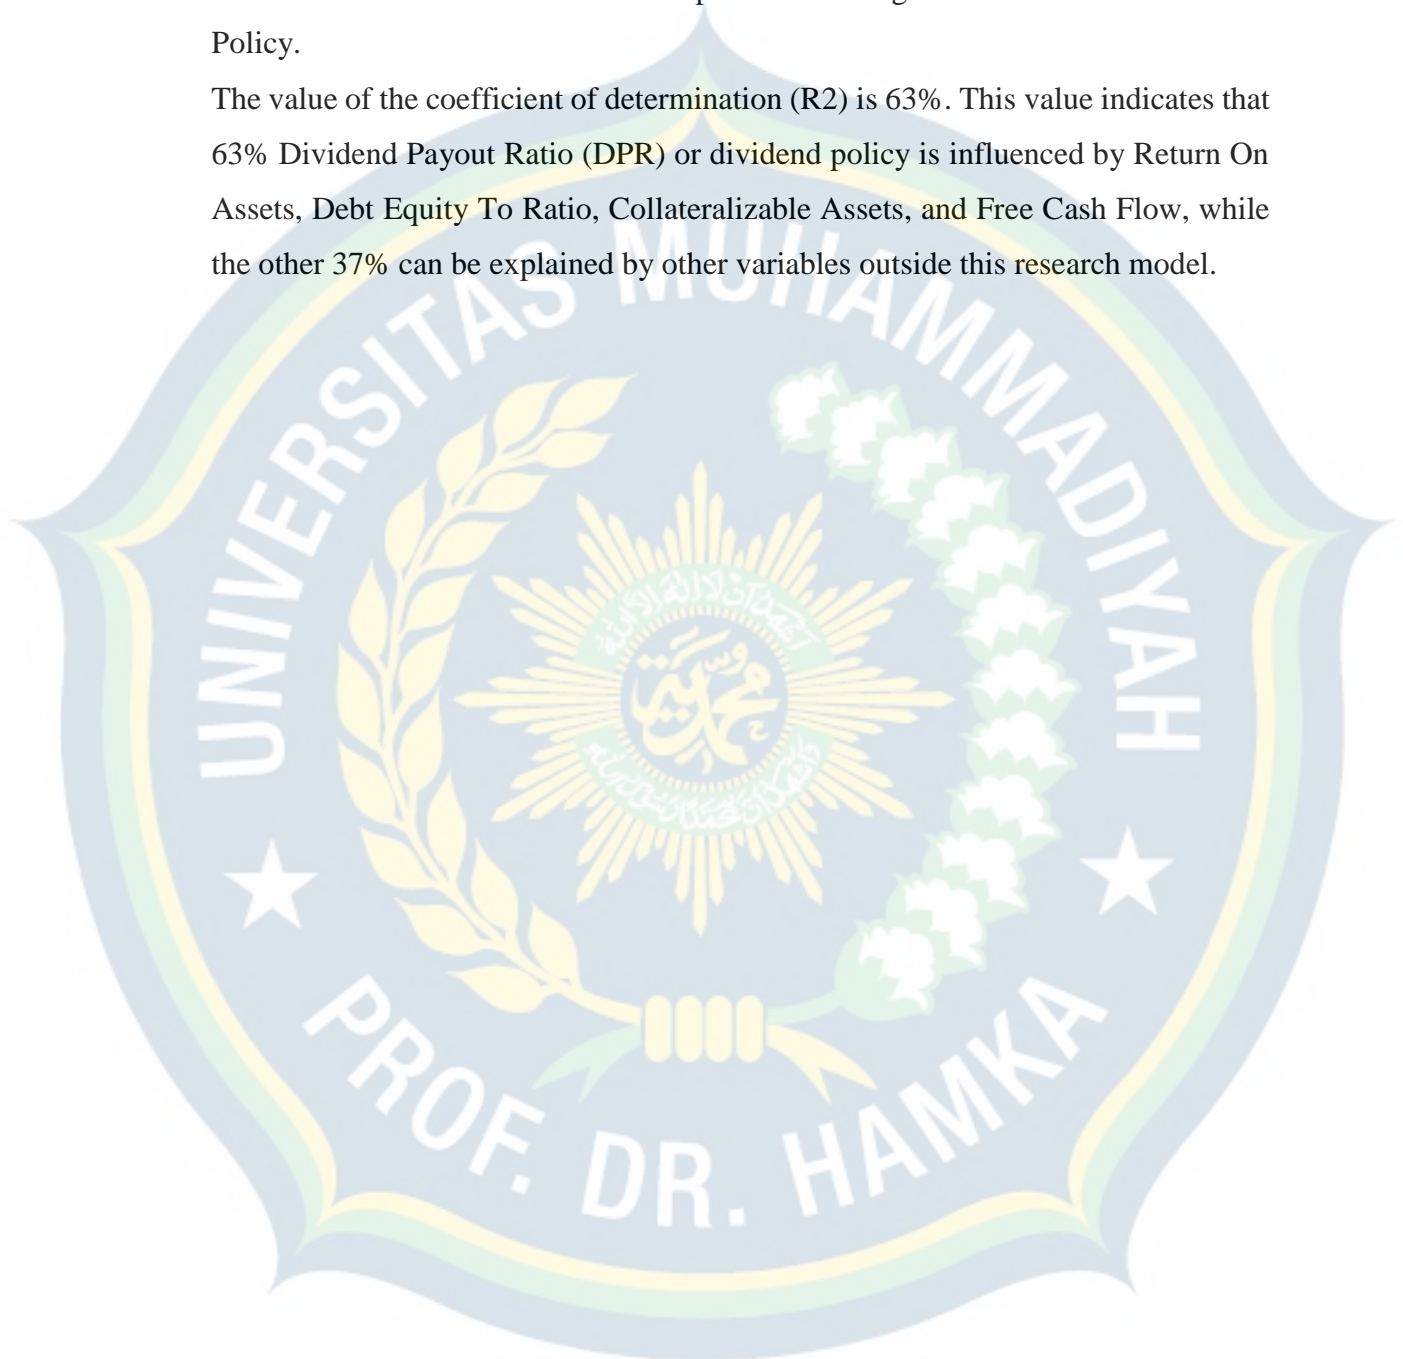 Policy.
The value of the coefficient of determination (R2) is 63%. This value indicates that
63% Dividend Payout Ratio (DPR) or dividend policy is influenced by Return On
Assets, Debt Equity To Ratio, Collateralizable Assets, and Free Cash Flow, while
the other 37% can be explained by other variables outside this research model.
UNIVERSITAS MUHAMMADIYAH
محمدية
PROF. DR. HAMKA